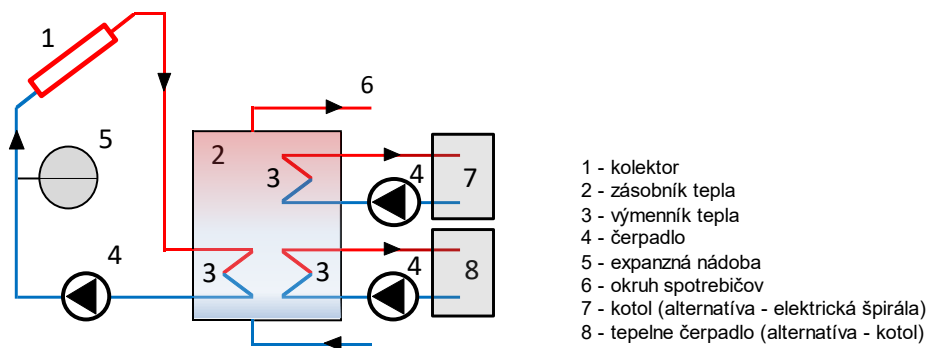 1
6
5
2
3
4
7
4
3
3
4
8
1 - kolektor
2 - zásobník tepla
3 - výmenník tepla
4 - čerpadlo
5 - expanzná nádoba
6 - okruh spotrebičov
7 - kotol (alternatíva - elektrická špirála)
8 - tepelne čerpadlo (alternatíva - kotol)